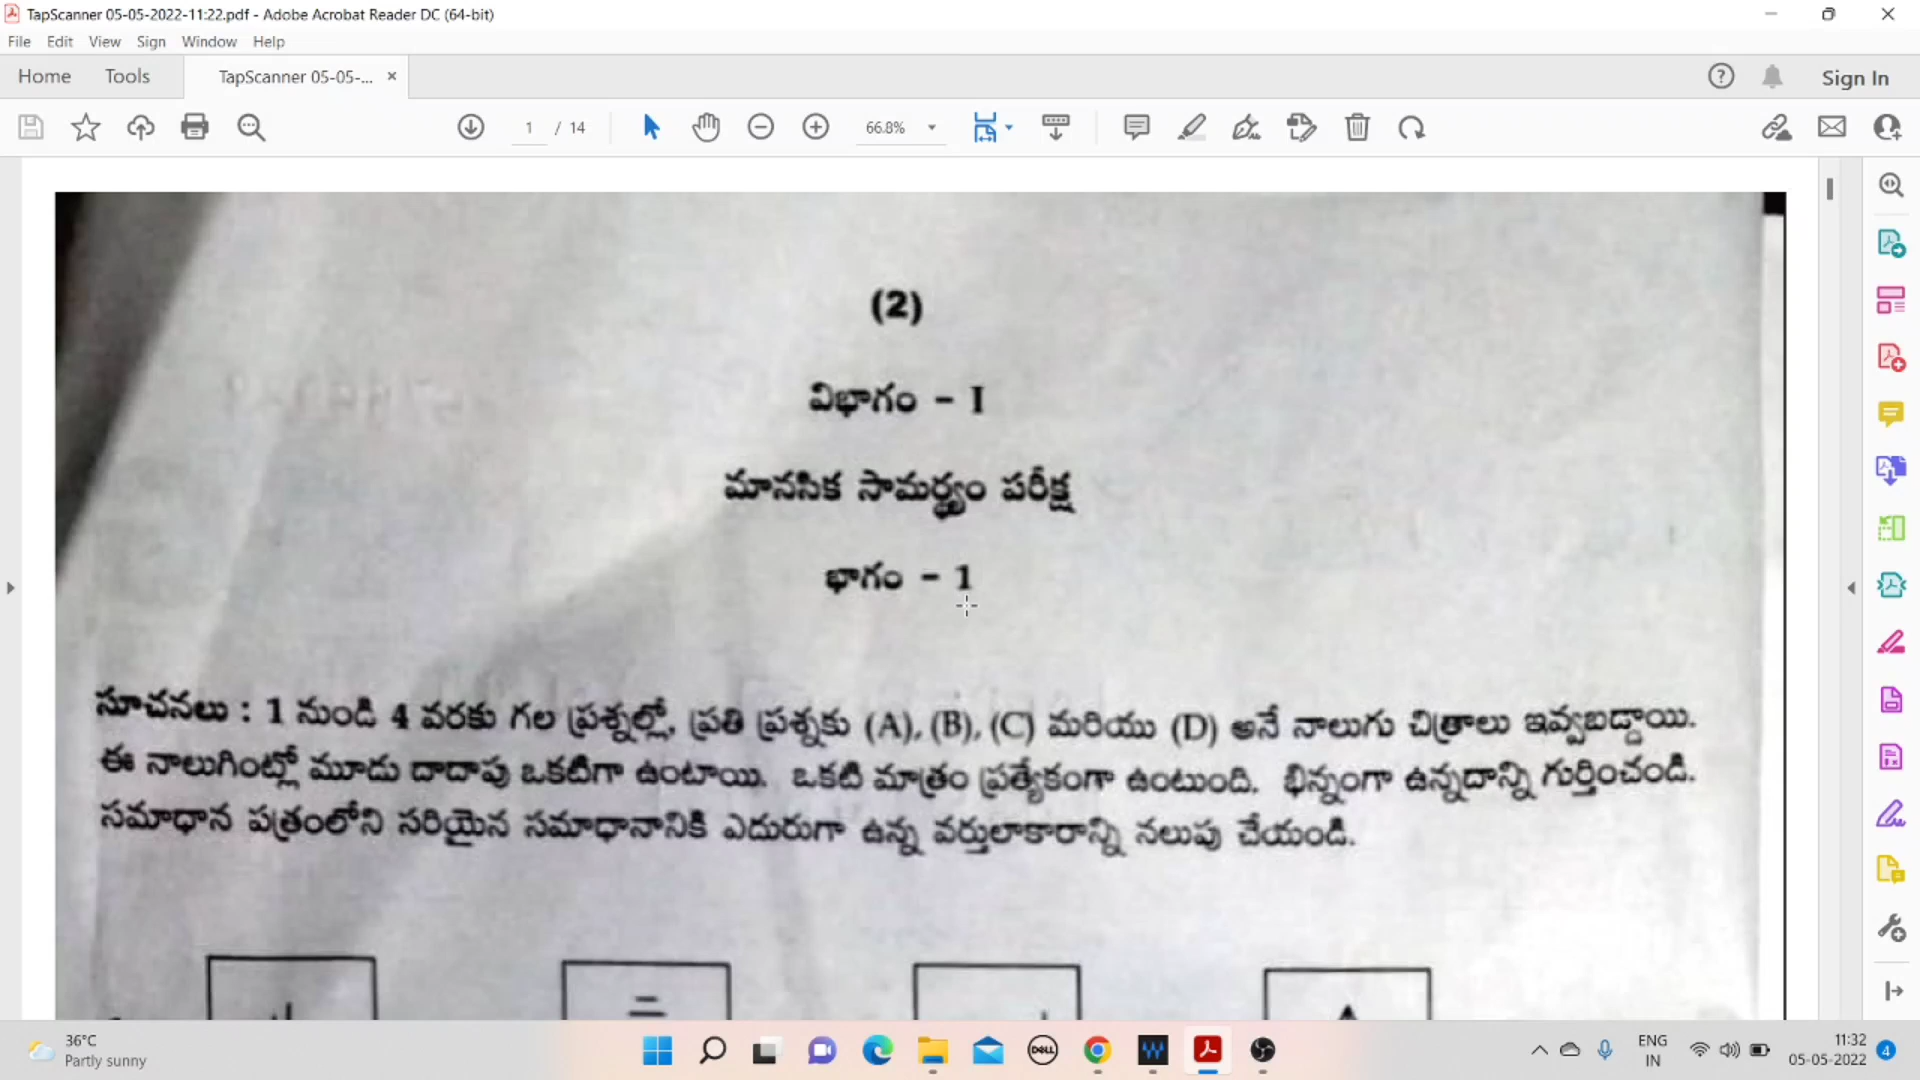 TapScanner 05-05-2022-11:22.pdf - Adobe Acrobat Reader DC (64-bit)
File Edit View Sign Window Help
Home Tools TapScanner 05-05-... × Sign In
1 / 14 66.8%
(2)
విభాగం - I
మానసిక సామర్థ్యం పరీక్ష
భాగం - 1
సూచనలు : 1 నుండి 4 వరకు గల ప్రశ్నల్లో, ప్రతి ప్రశ్నకు (A), (B), (C) మరియు (D) అనే నాలుగు చిత్రాలు ఇవ్వబడ్డాయి.
ఈ నాలుగింట్లో మూడు దాదాపు ఒకటిగా ఉంటాయి. ఒకటి మాత్రం ప్రత్యేకంగా ఉంటుంది. భిన్నంగా ఉన్నదాన్ని గుర్తించండి.
సమాధాన పత్రంలోని సరియైన సమాధానానికి ఎదురుగా ఉన్న వర్తులాకారాన్ని నలుపు చేయండి.
36°C
Partly sunny
DELL
ENG
IN
11:32
05-05-2022
4